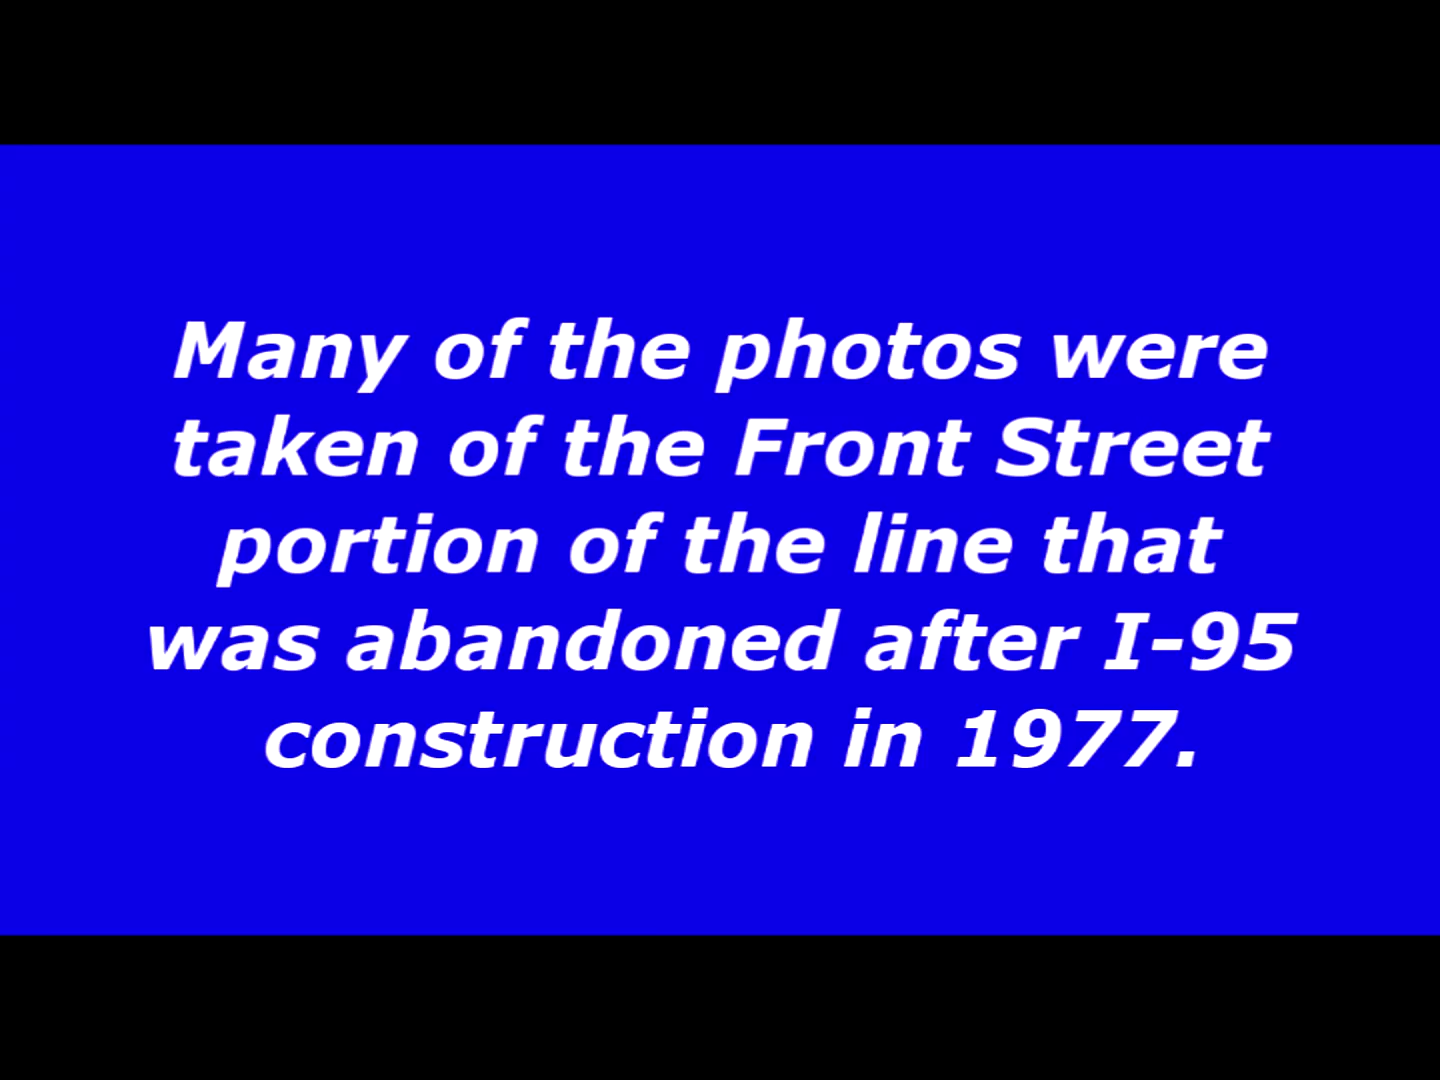 Many of the photos were
taken of the Front Street
portion of the line that
was abandoned after I-95
construction in 1977.